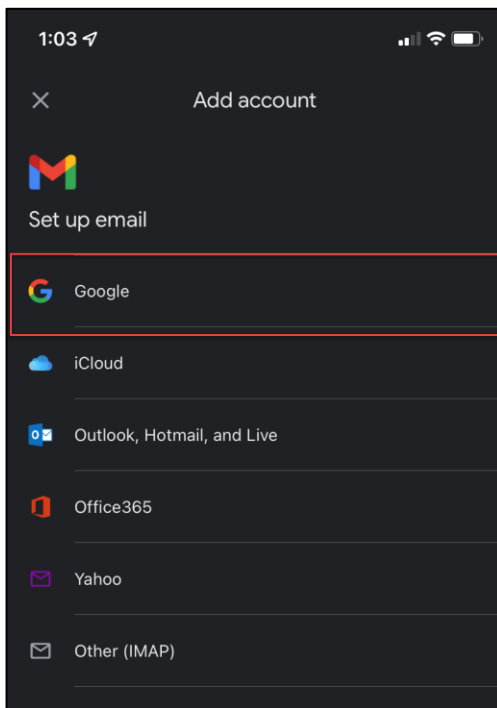 1:03
Add account
Set up email
Google
iCloud
Outlook, Hotmail, and Live
Office365
Yahoo
Other (IMAP)